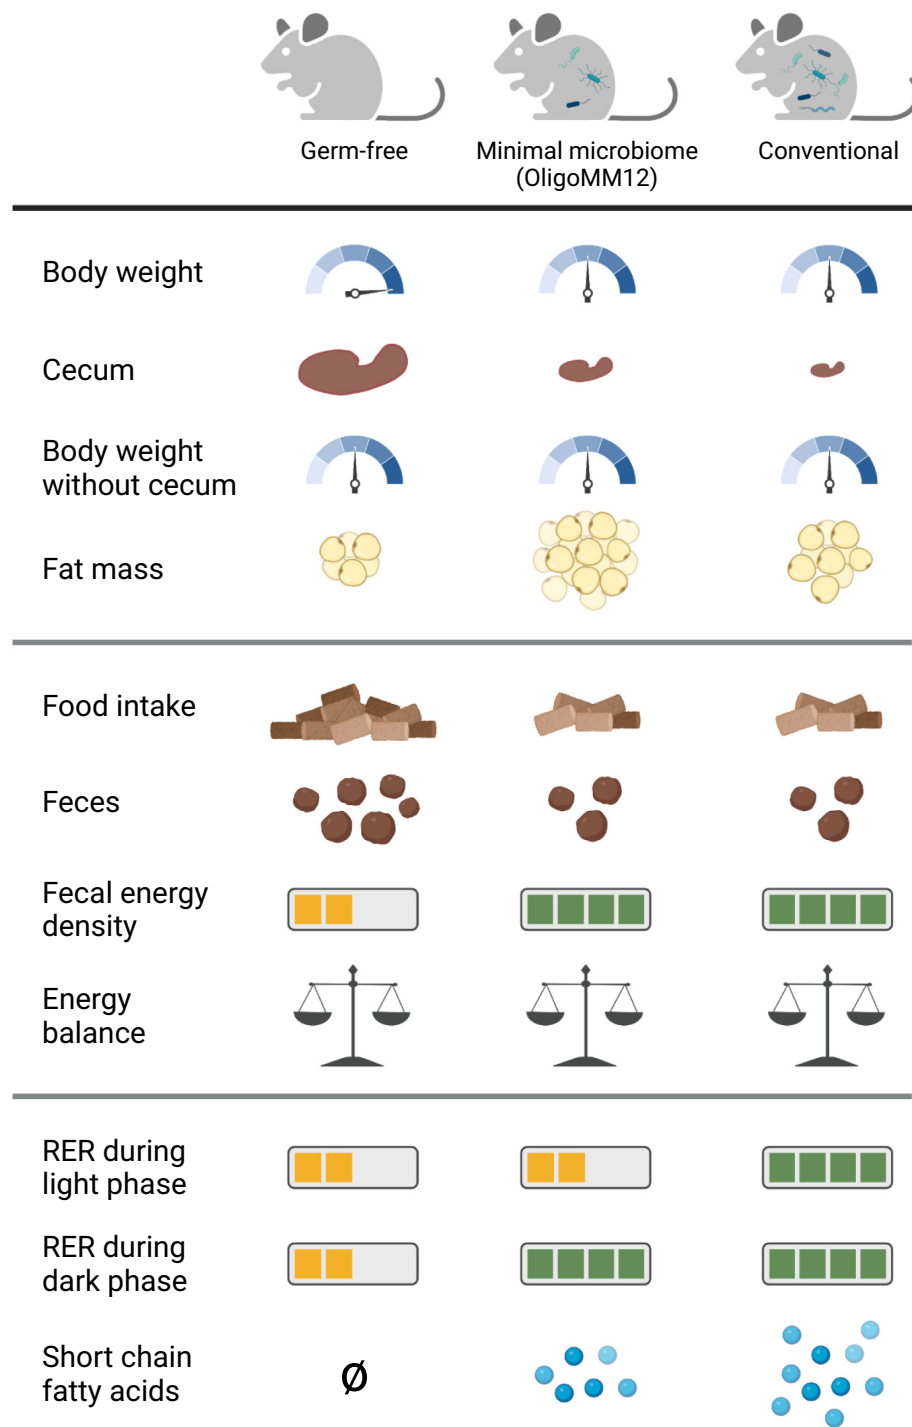 Germ-free
Minimal microbiome
(OligoMM12)
Conventional
Body weight
Cecum
Body weight
without cecum
Fat mass
Food intake
Feces
Fecal energy
density
Energy
balance
RER during
light phase
RER during
dark phase
Short chain
fatty acids
Ø